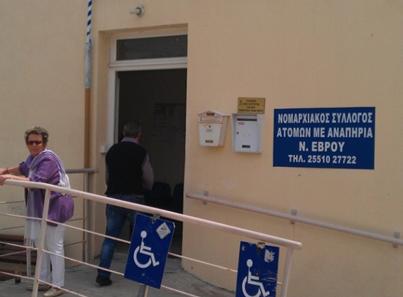 ΝΟΜΑΡΧΙΑΚΟΣ ΣΥΛΛΟΓΟΣ
ΑΤΟΜΩΝ ΜΕ ΑΝΑΠΗΡΙΑ
Ν. ΕΒΡΟΥ
ΤΗΛ. 25510 27722